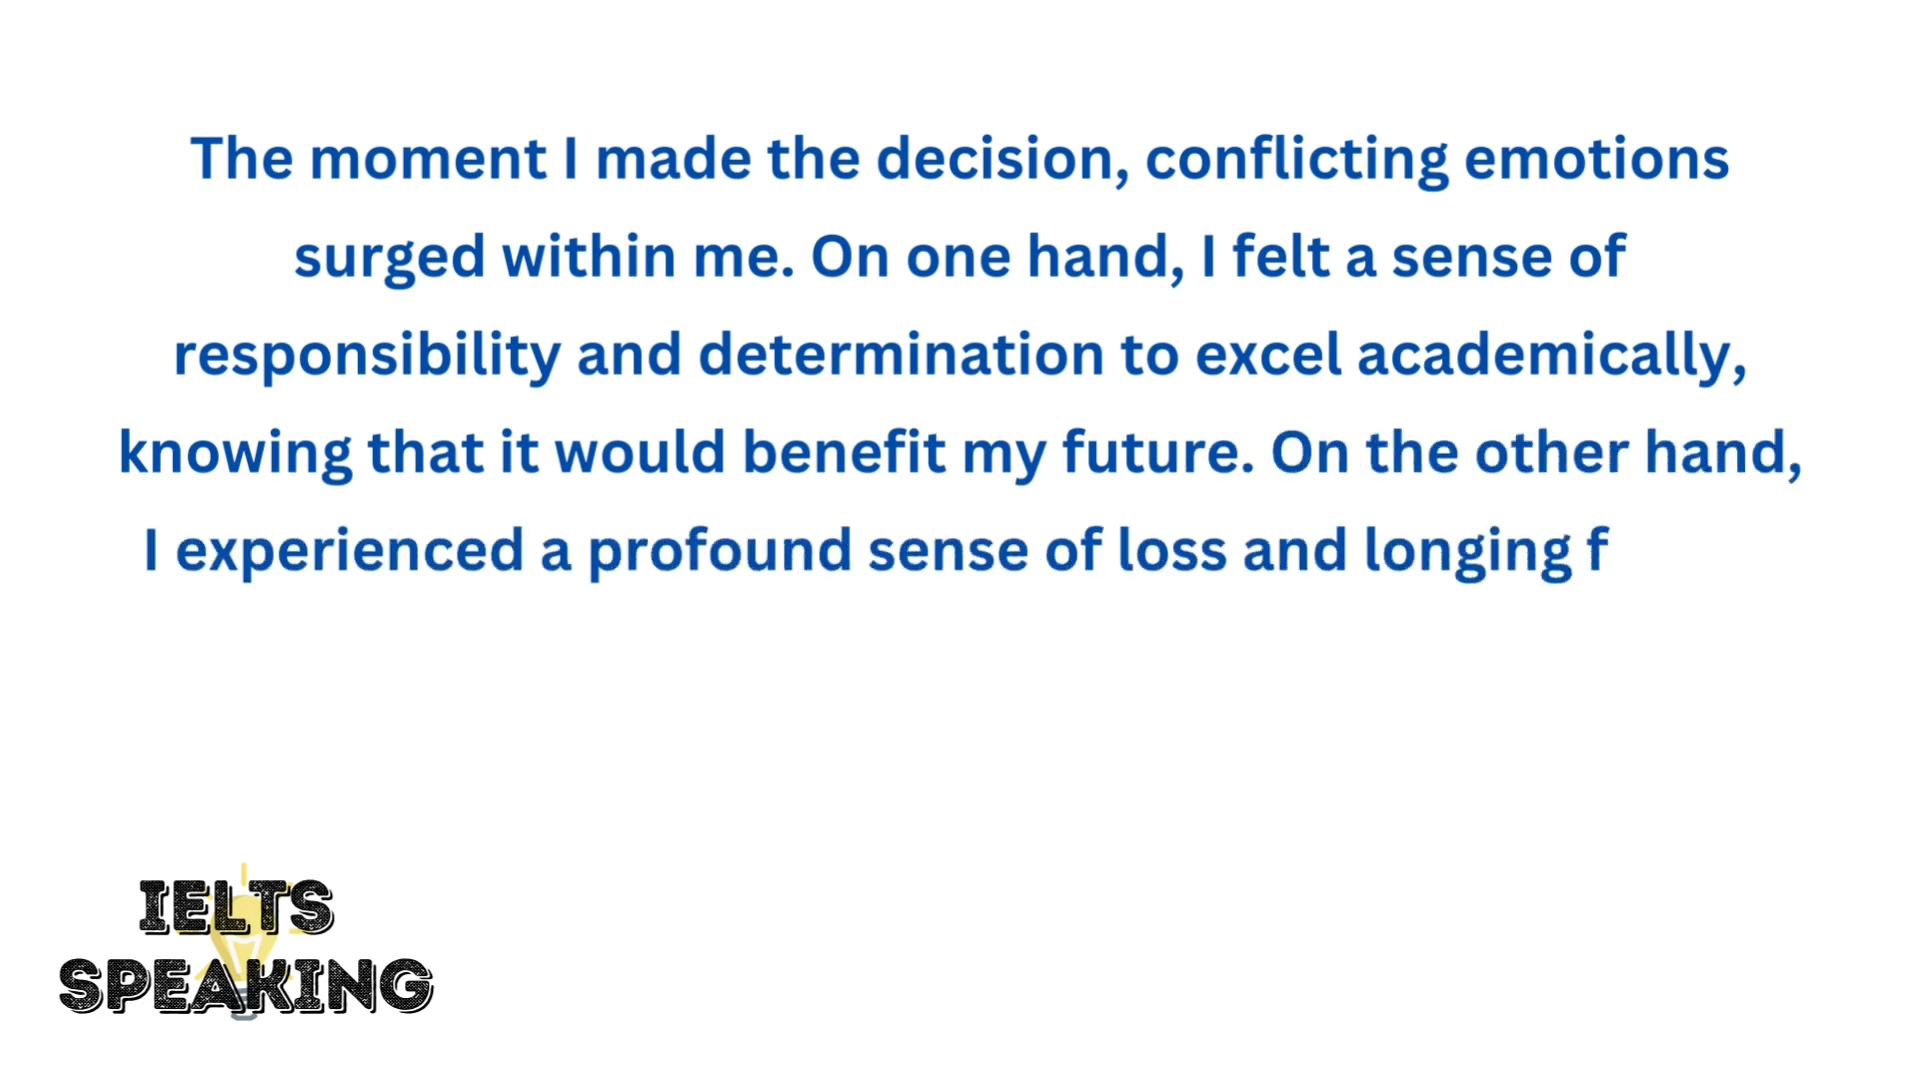 The moment I made the decision, conflicting emotions
surged within me. On one hand, I felt a sense of
responsibility and determination to excel academically,
knowing that it would benefit my future. On the other hand,
I experienced a profound sense of loss and longing f
IELTS
SPEAKING